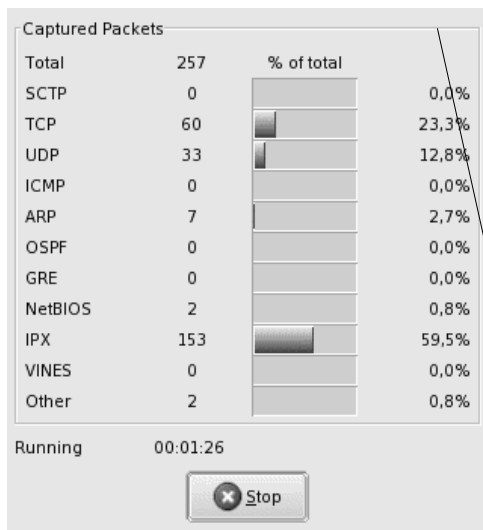 Captured Packets
Total 257 % of total
SCTP 0 0,0%
TCP 60 23,3%
UDP 33 12,8%
ICMP 0 0,0%
ARP 7 2,7%
OSPF 0 0,0%
GRE 0 0,0%
NetBIOS 2 0,8%
IPX 153 59,5%
VINES 0 0,0%
Other 2 0,8%
Running 00:01:26
Stop